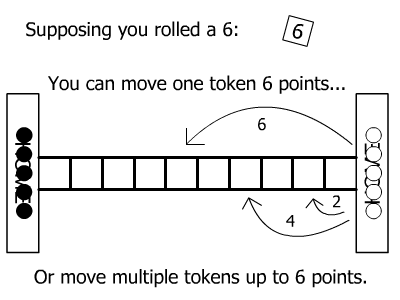 Supposing you rolled a 6:
6
You can move one token 6 points...
6
2
4
Or move multiple tokens up to 6 points.